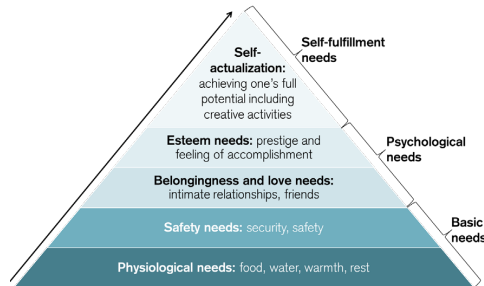 Self-
actualization:
achieving one's full
potential including
creative activities
Self-fulfillment
needs
Esteem needs: prestige and
feeling of accomplishment
Psychological
needs
Belongingness and love needs:
intimate relationships, friends
Safety needs: security, safety
Basic
needs
Physiological needs: food, water, warmth, rest